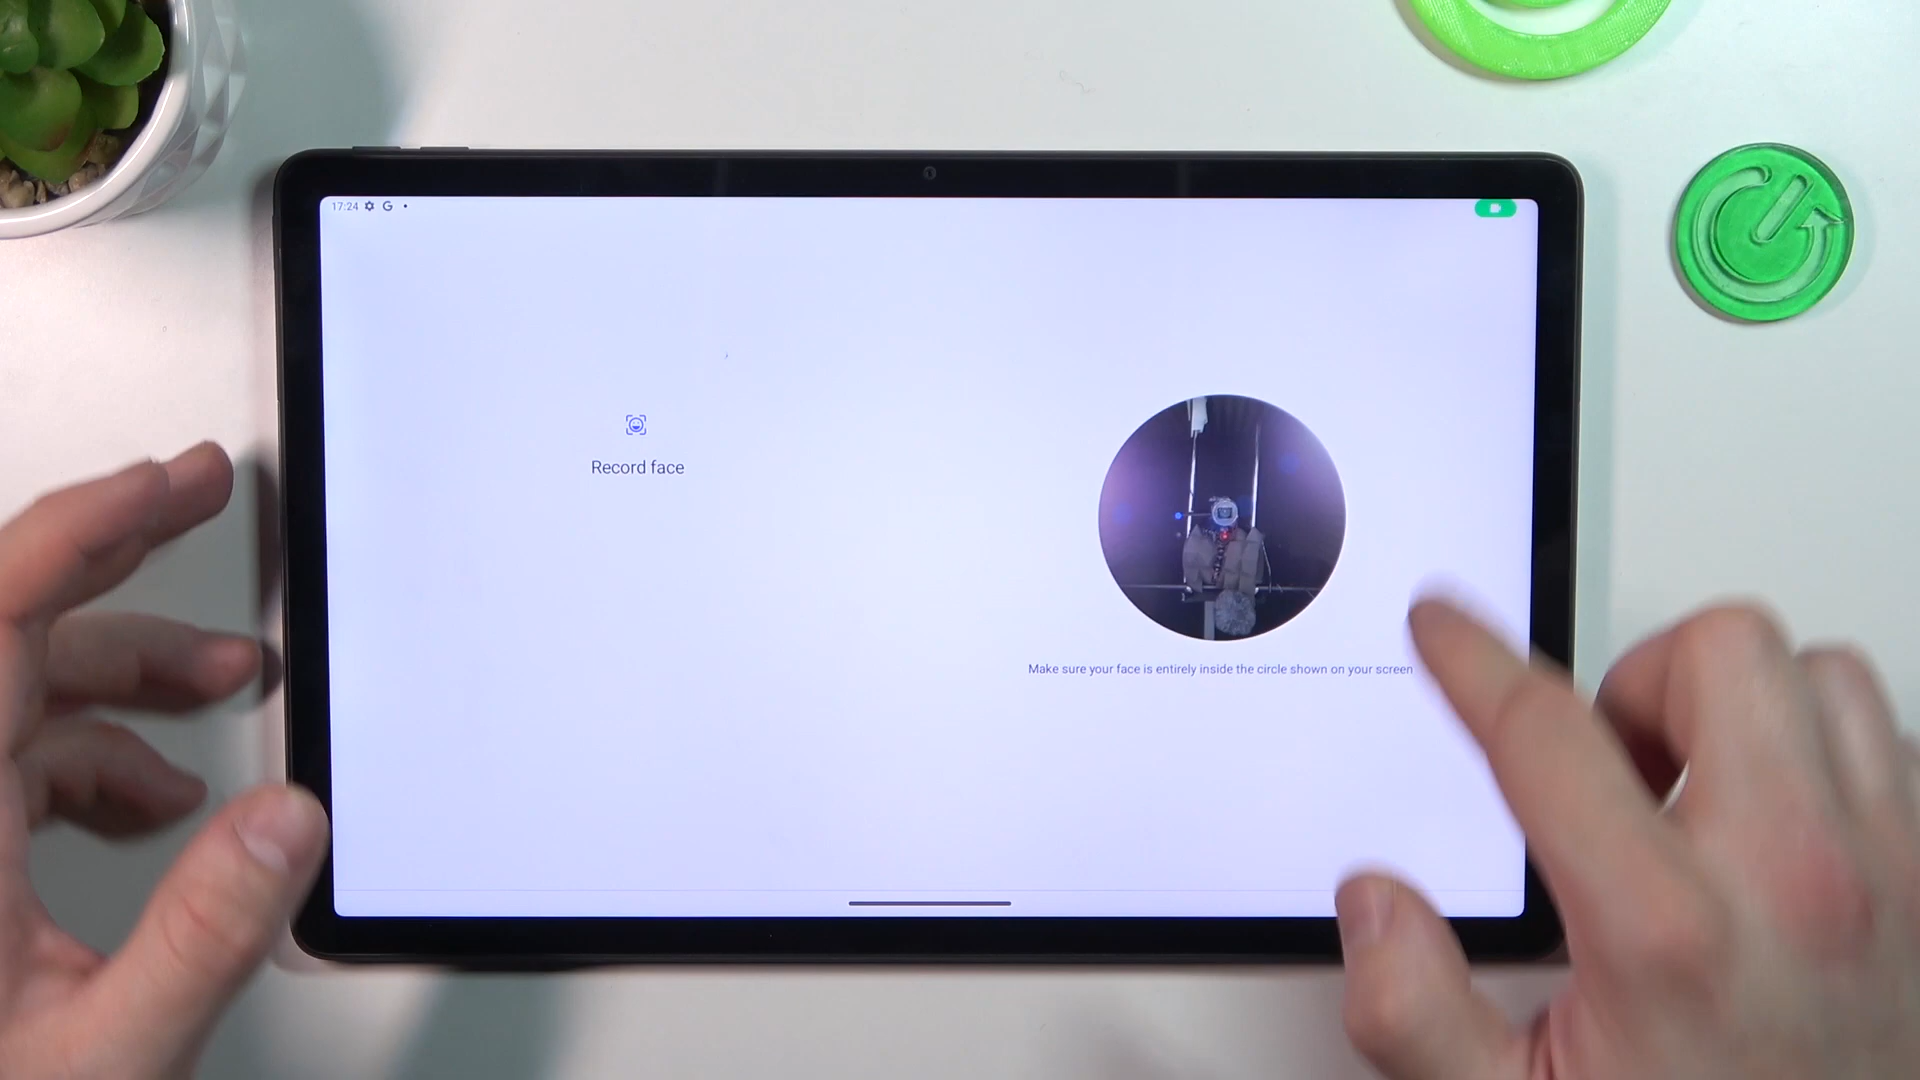 17:24 G
Record face
Make sure your face is entirely inside the circle shown on your screen